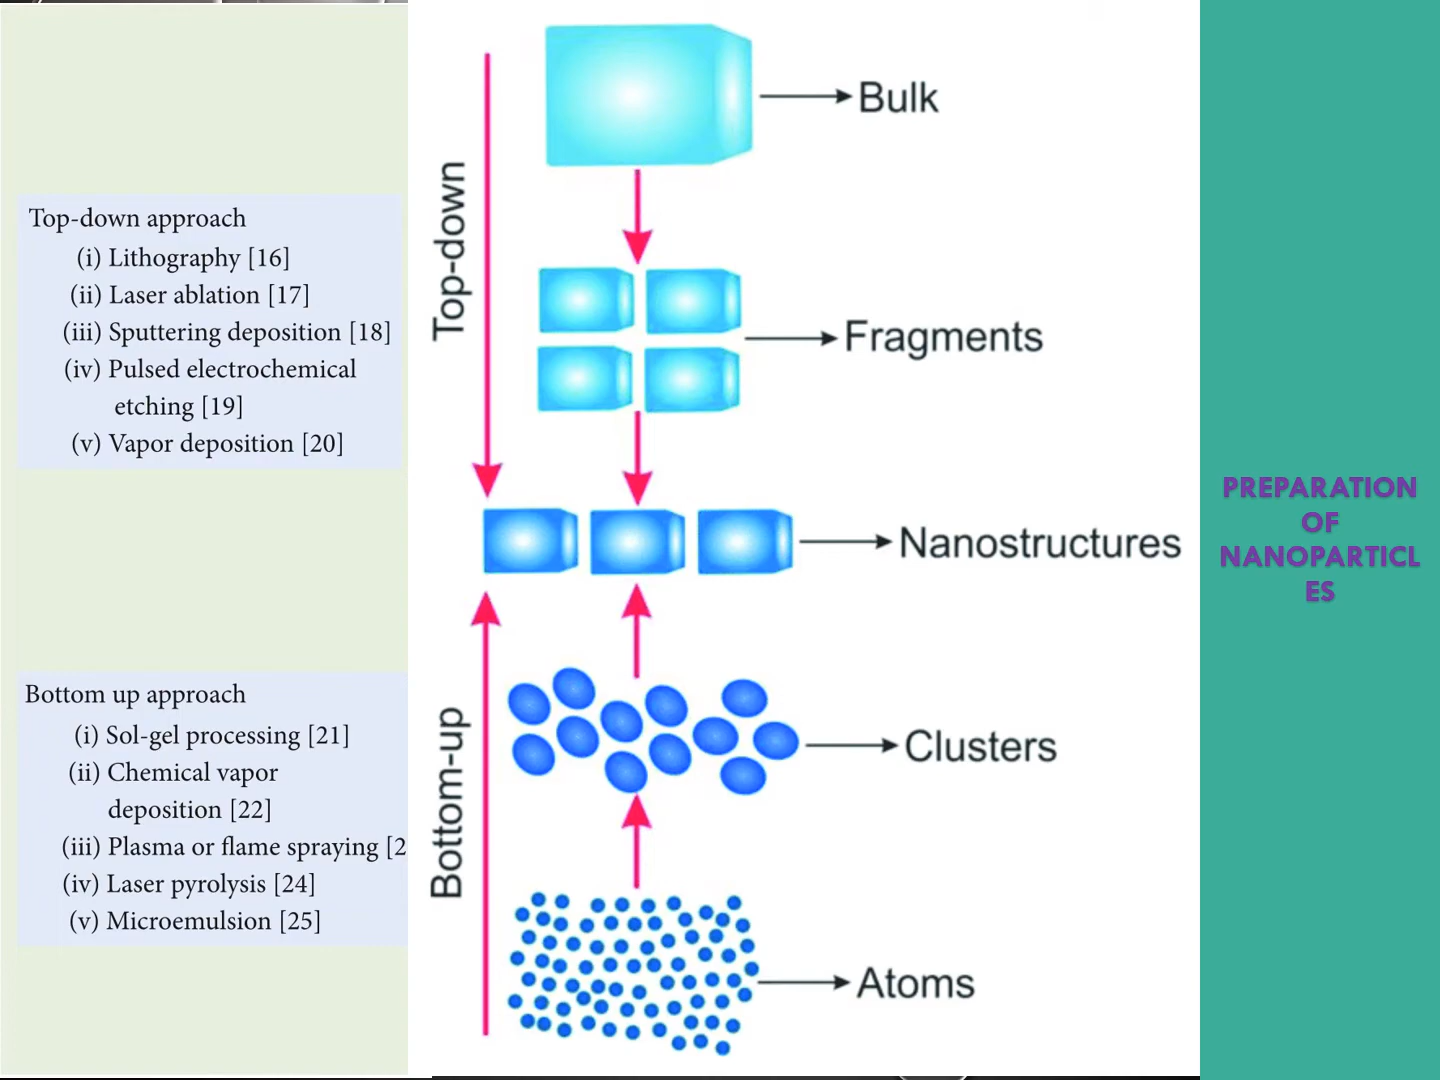 Top-down approach
(i) Lithography [16]
(ii) Laser ablation [17]
(iii) Sputtering deposition [18]
(iv) Pulsed electrochemical
etching [19]
(v) Vapor deposition [20]
Bottom up approach
(i) Sol-gel processing [21]
(ii) Chemical vapor
deposition [22]
(iii) Plasma or flame spraying [2
(iv) Laser pyrolysis [24]
(v) Microemulsion [25]
Top-down
Bottom-up
Bulk
Fragments
Nanostructures
Clusters
Atoms
PREPARATION
OF
NANOPARTICL
ES